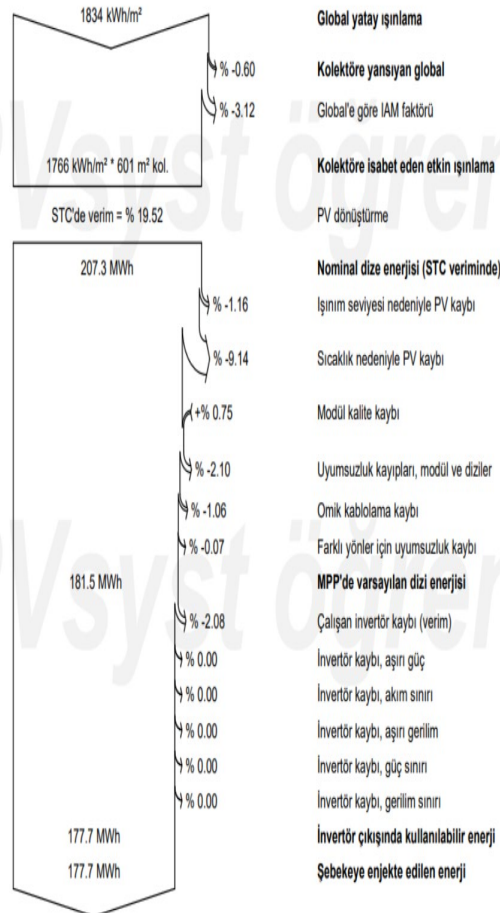 1834 kWh/m² Global yatay ışınlama
% -0.60 Kolektöre yansıyan global
% -3.12 Global'e göre IAM faktörü
1766 kWh/m² * 601 m² kol. Kolektöre isabet eden etkin ışınlama
STC'de verim = % 19.52 PV dönüştürme
207.3 MWh Nominal dize enerjisi (STC veriminde)
% -1.16 Işınım seviyesi nedeniyle PV kaybı
% -9.14 Sıcaklık nedeniyle PV kaybı
+% 0.75 Modül kalite kaybı
% -2.10 Uyumsuzluk kayıpları, modül ve diziler
% -1.06 Omik kablolama kaybı
% -0.07 Farklı yönler için uyumsuzluk kaybı
181.5 MWh MPP'de varsayılan dizi enerjisi
% -2.08 Çalışan invertör kaybı (verim)
% 0.00 İnvertör kaybı, aşırı güç
% 0.00 İnvertör kaybı, akım sınırı
% 0.00 İnvertör kaybı, aşırı gerilim
% 0.00 İnvertör kaybı, güç sınırı
% 0.00 İnvertör kaybı, gerilim sınırı
177.7 MWh İnvertör çıkışında kullanılabilir enerji
177.7 MWh Şebekeye enjekte edilen enerji
PVsyst öğren
PVsyst öğren